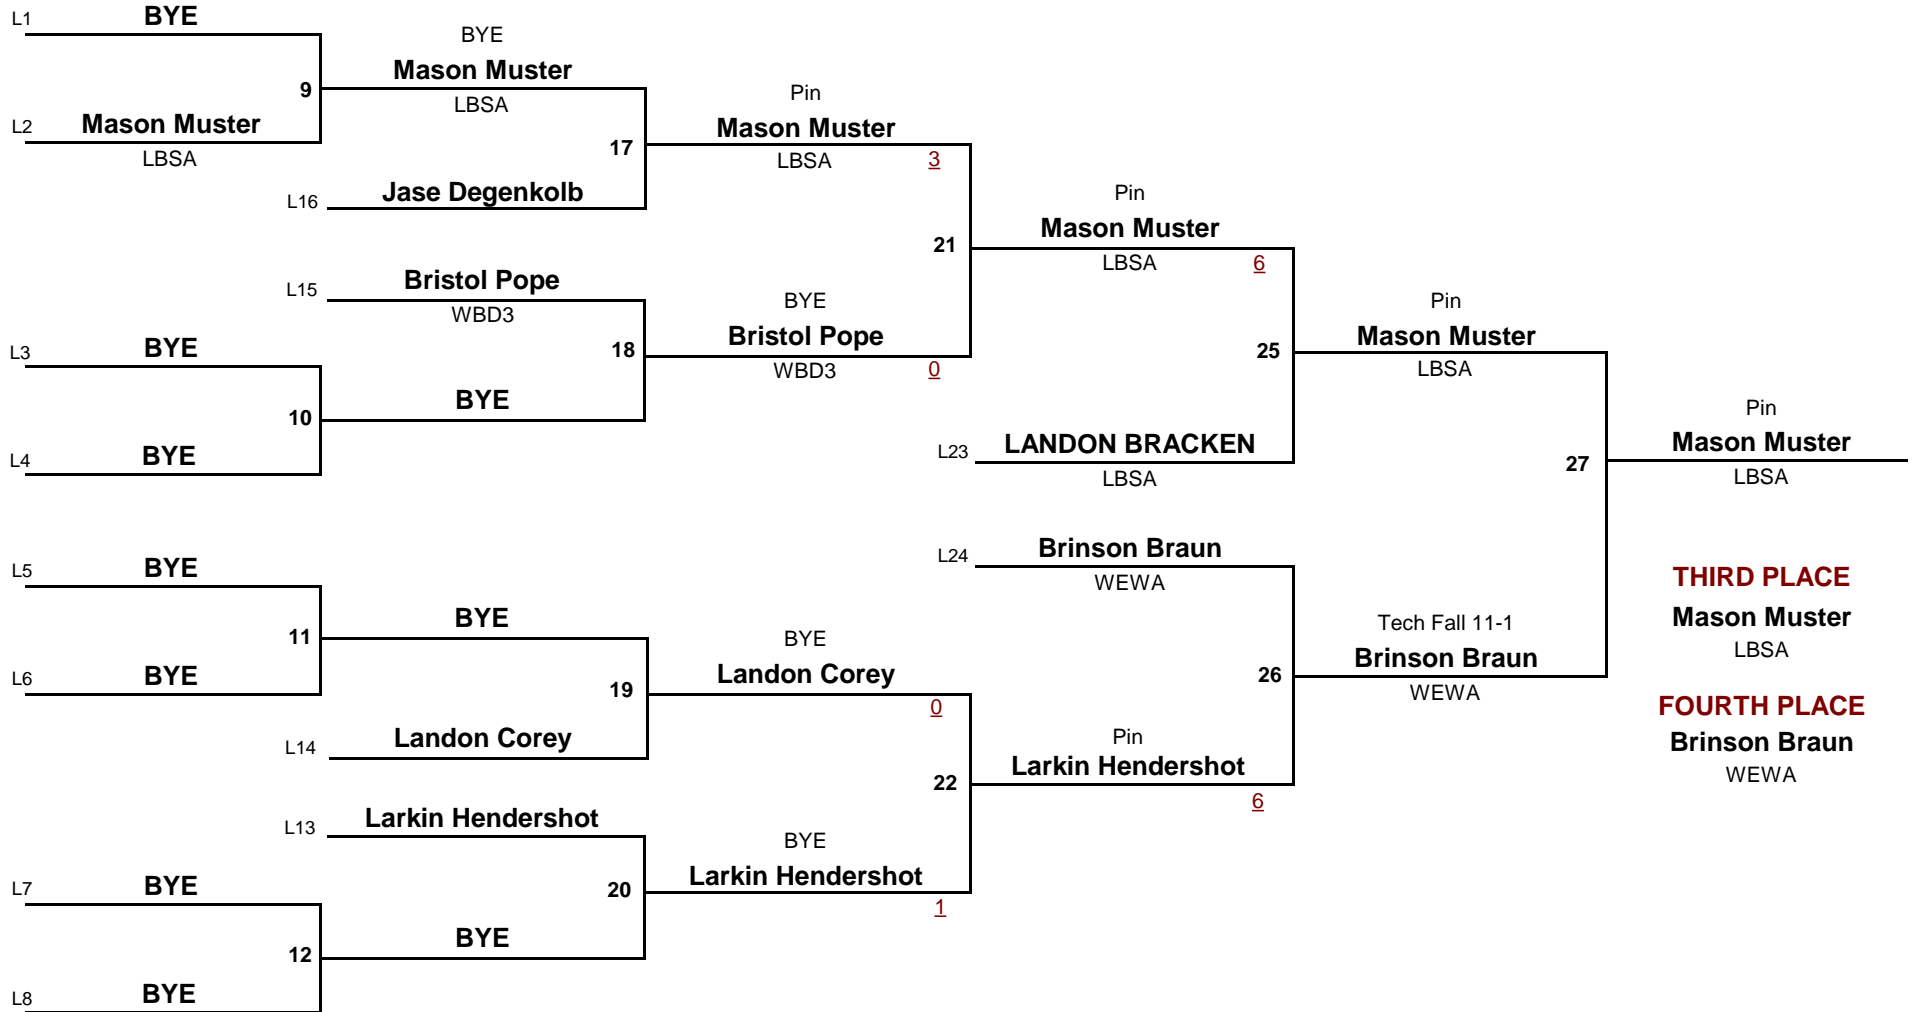 L1 BYE
9
L2 Mason Muster
LBSA
BYE
Mason Muster
LBSA
17
L16 Jase Degenkolb
Pin
Mason Muster
LBSA 3
L15 Bristol Pope
WBD3
18
L3 BYE
10
L4 BYE
BYE
BYE
Bristol Pope
WBD3 0
21
Pin
Mason Muster
LBSA 6
25
L23 LANDON BRACKEN
LBSA
Pin
Mason Muster
LBSA
27
Pin
Mason Muster
LBSA
L5 BYE
11
L6 BYE
BYE
19
L14 Landon Corey
BYE
Landon Corey
0
22
L13 Larkin Hendershot
20
L7 BYE
12
L8 BYE
BYE
BYE
Larkin Hendershot
1
Pin
Larkin Hendershot
6
L24 Brinson Braun
WEWA
26
Tech Fall 11-1
Brinson Braun
WEWA
THIRD PLACE
Mason Muster
LBSA
FOURTH PLACE
Brinson Braun
WEWA